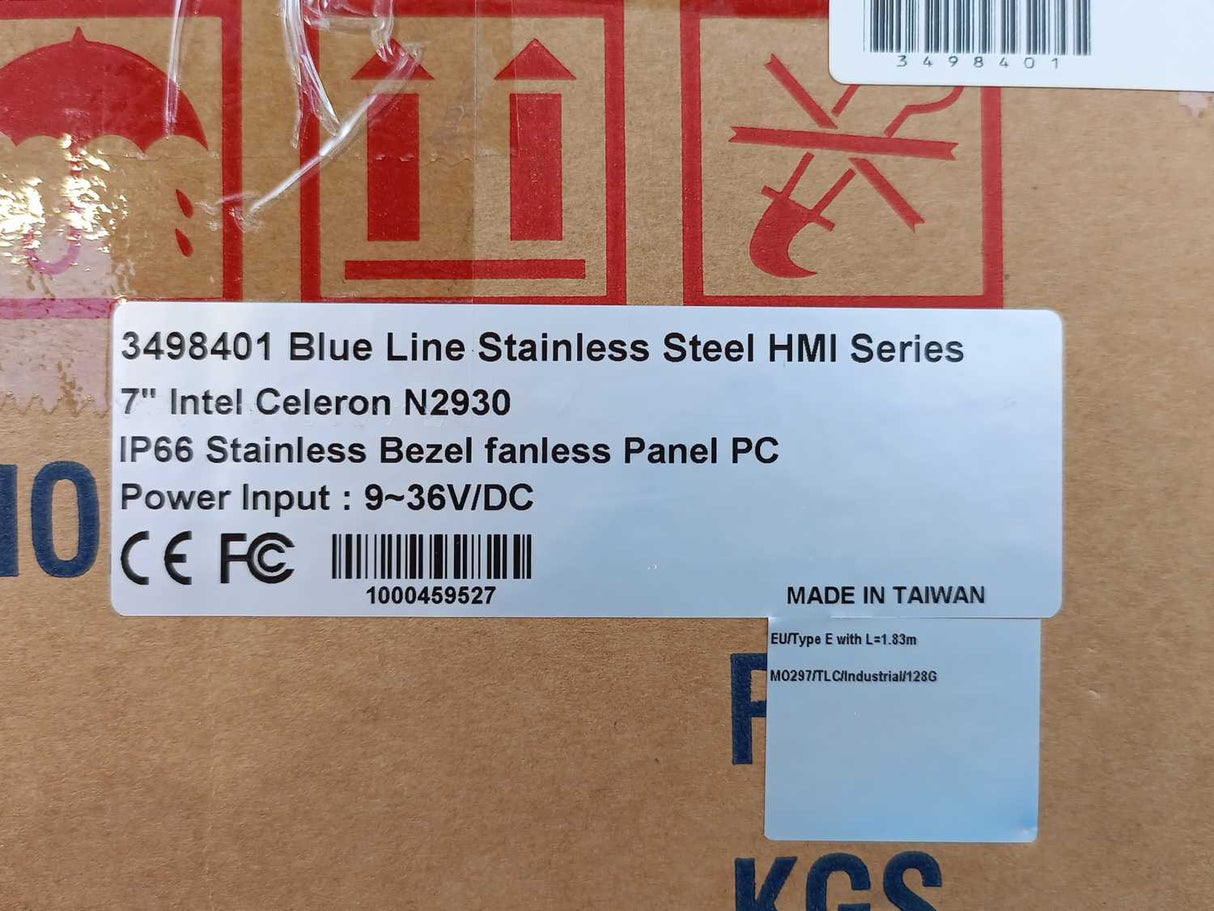 3498401
3498401 Blue Line Stainless Steel HMI Series
7" Intel Celeron N2930
IP66 Stainless Bezel fanless Panel PC
Power Input : 9~36V/DC
CE FC
1000459527
MADE IN TAIWAN
EU/Type E with L=1.83m
MO297/TLC/Industrial/128G
KGS